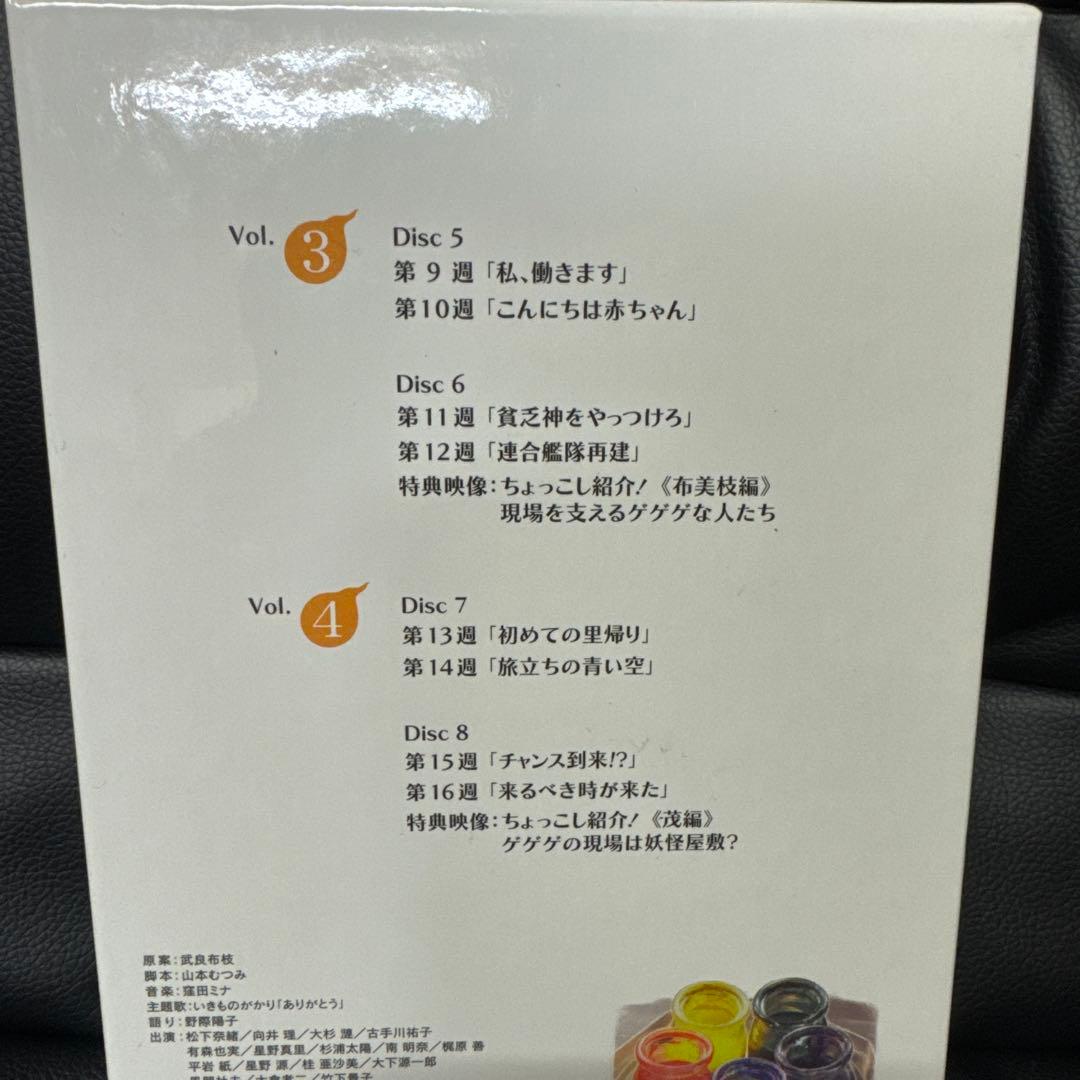 Vol. 3
Disc 5
第 9 週「私、働きます」
第10週「こんにちは赤ちゃん」
Disc 6
第11週「貧乏神をやっつけろ」
第12週「連合艦隊再建」
特典映像：ちょっこし紹介！《布美枝編》
現場を支えるゲゲゲな人たち
Vol. 4
Disc 7
第13週「初めての里帰り」
第14週「旅立ちの青い空」
Disc 8
第15週「チャンス到来!?」
第16週「来るべき時が来た」
特典映像：ちょっこし紹介！《茂編》
ゲゲゲの現場は妖怪屋敷？
原案：武良布枝
脚本：山本むつみ
音楽：窪田ミナ
主題歌：いきものがかり「ありがとう」
語り：野際陽子
出演：松下奈緒／向井 理／大杉 漣／古手川祐子
有森也実／星野真里／杉浦太陽／南 明奈／梶原 善
平岩 紙／星野 源／桂 亜沙美／大下源一郎